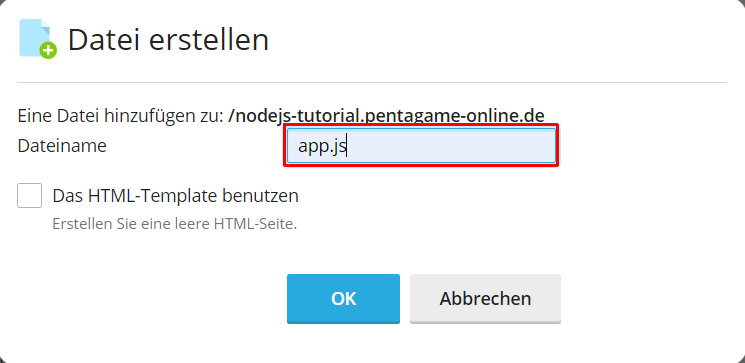 Datei erstellen
Eine Datei hinzufügen zu: /nodejs-tutorial.pentagame-online.de
Dateiname app.js
Das HTML-Template benutzen
Erstellen Sie eine leere HTML-Seite.
OK Abbrechen